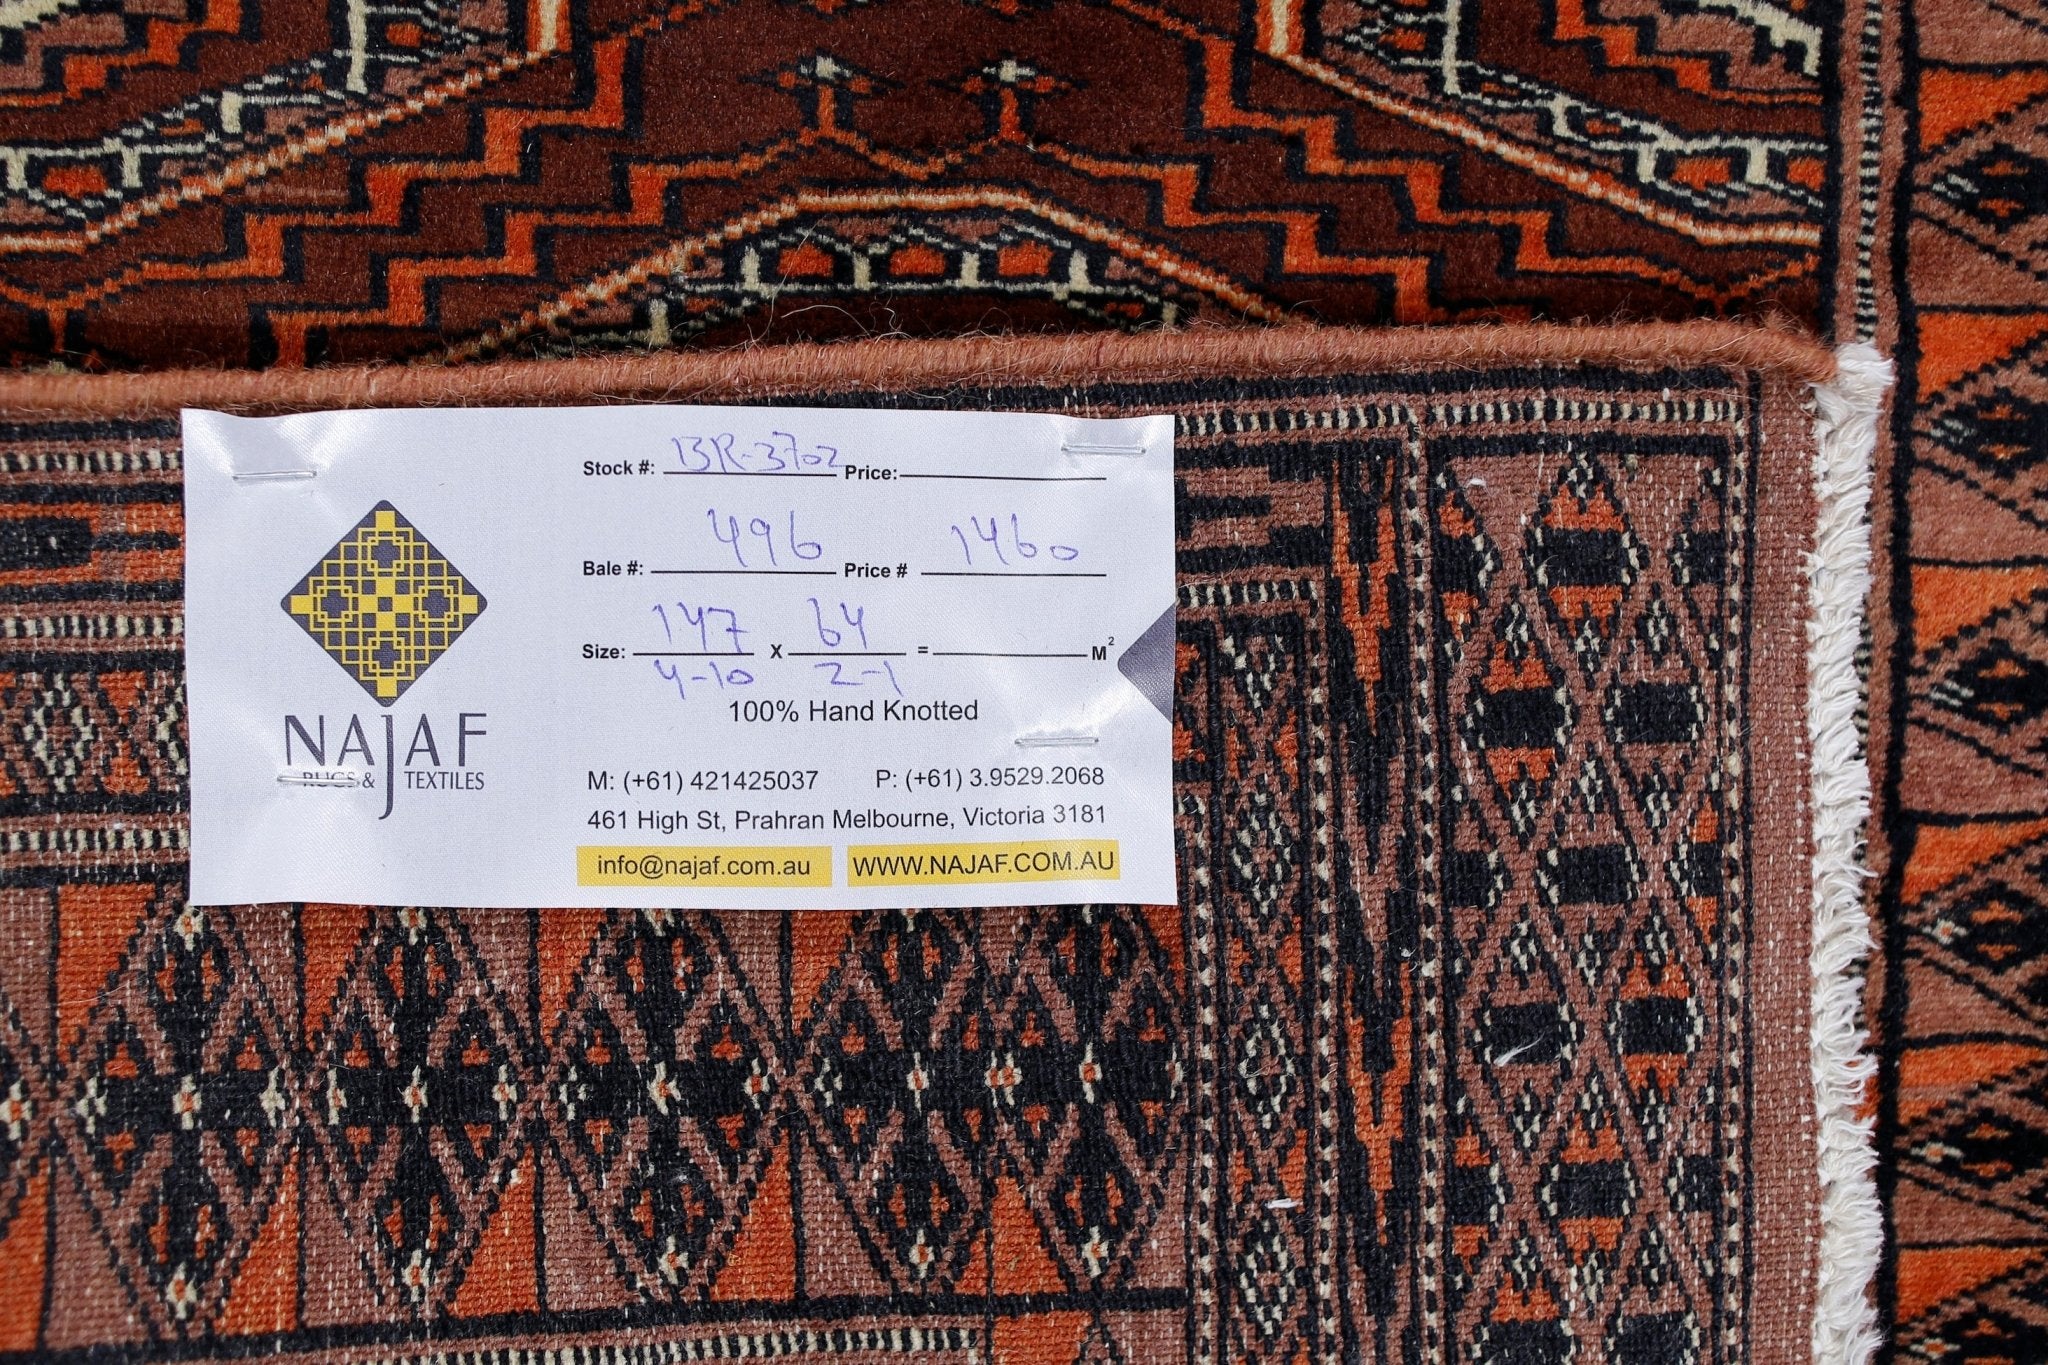 NAJAF
RUGS & TEXTILES
Stock #: BR-3702 Price:
Bale #: 496 Price # 1460
Size: 147 X 64 = M²
4-10 2-1
100% Hand Knotted
M: (+61) 421425037 P: (+61) 3.9529.2068
461 High St, Prahran Melbourne, Victoria 3181
info@najaf.com.au WWW.NAJAF.COM.AU